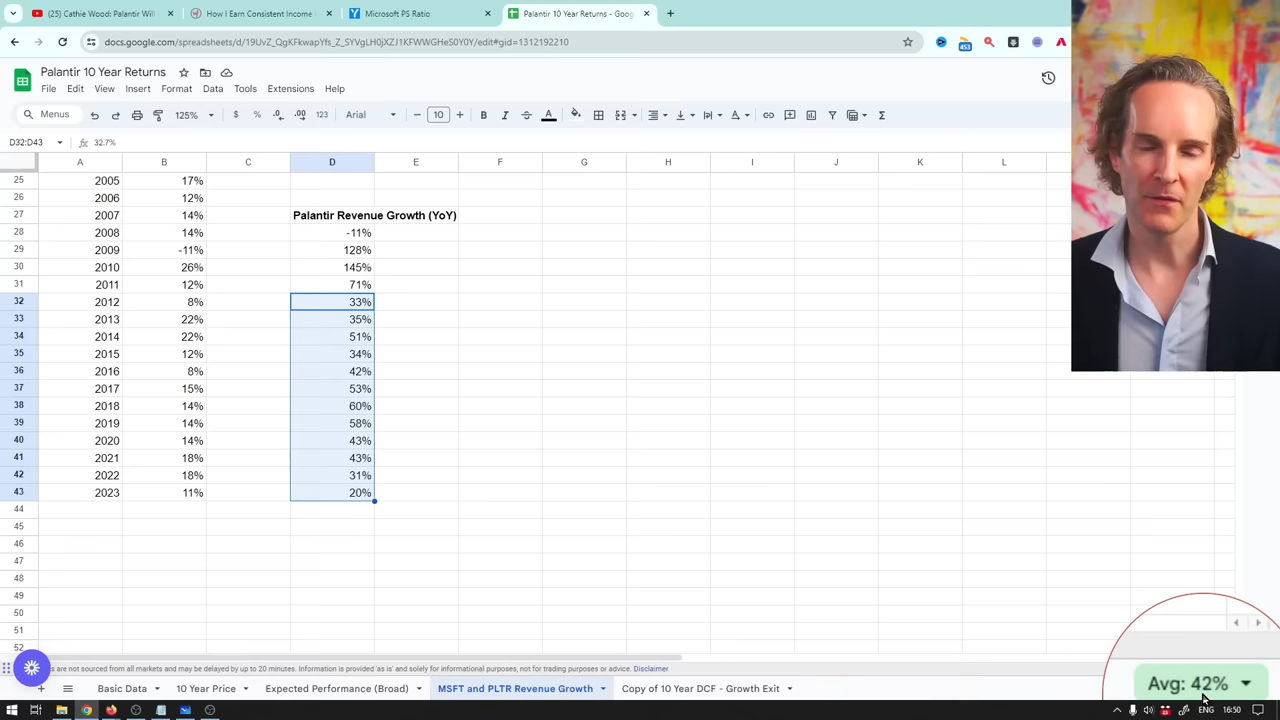 (25) Cathie Wood: Palantir Will
How I Earn Consistent Income
Microsoft PS Ratio
Palantir 10 Year Returns - Goog
docs.google.com/spreadsheets/d/19UvZ_QgKFkwapYfs_Z_SYVgLH0jXZJ1KFWWGHeS0Y0Y/edit#gid=1312192210
453
Palantir 10 Year Returns
File Edit View Insert Format Data Tools Extensions Help
Menus 125% $ % .0 .00 123 Arial 10 B I A
D32:D43 fx 32.7%
A B C D E F G H I J K L
25 2005 17%
26 2006 12%
27 2007 14% Palantir Revenue Growth (YoY)
28 2008 14% -11%
29 2009 -11% 128%
30 2010 26% 145%
31 2011 12% 71%
32 2012 8% 33%
33 2013 22% 35%
34 2014 22% 51%
35 2015 12% 34%
36 2016 8% 42%
37 2017 15% 53%
38 2018 14% 60%
39 2019 14% 58%
40 2020 14% 43%
41 2021 18% 43%
42 2022 18% 31%
43 2023 11% 20%
44
45
46
47
48
49
50
51
52
are not sourced from all markets and may be delayed by up to 20 minutes. Information is provided 'as is' and solely for informational purposes, not for trading purposes or advice. Disclaimer
Avg: 42%
Basic Data 10 Year Price Expected Performance (Broad) MSFT and PLTR Revenue Growth Copy of 10 Year DCF - Growth Exit
ENG 16:50